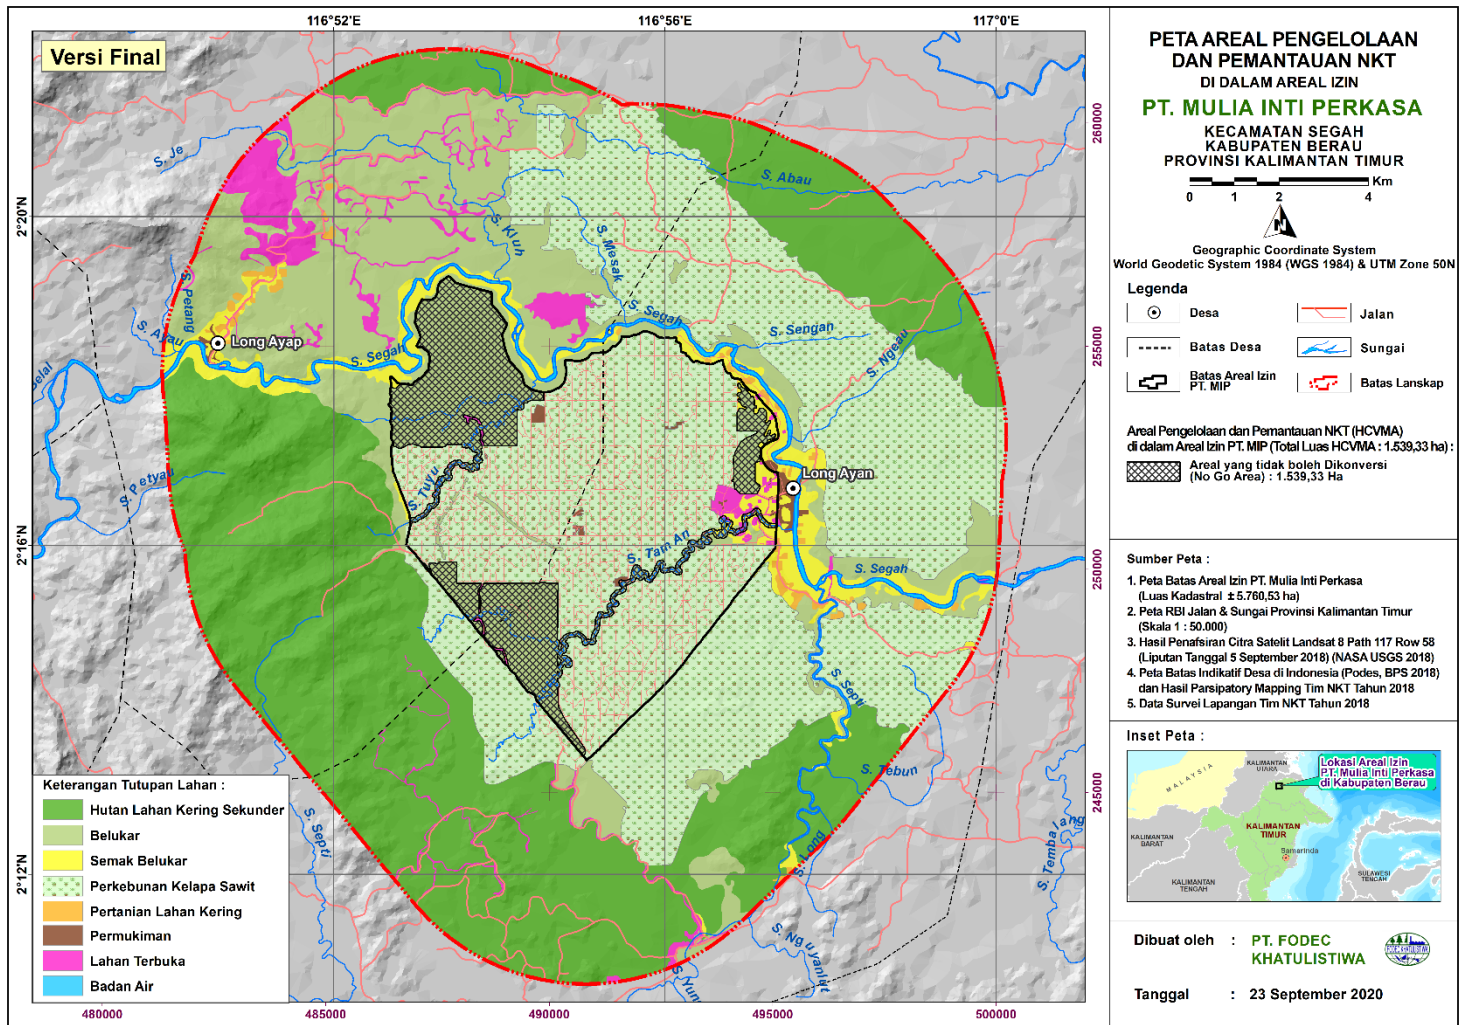 116°52'E
116°56'E
117°0'E
Versi Final
2°20'N
2°16'N
2°12'N
260000
255000
250000
245000
480000
485000
490000
495000
500000
S. Je
S. Abau
S. Kluh
S. Mesak
S. Petang
S. Segah
S. Sengah
S. Ngeau
Long Ayap
S. Segah
S. Petyau
S. Tuyu
Long Ayan
S. Segah
S. Septi
S. Tebun
S. Long
S. Septi
Keterangan Tutupan Lahan :
Hutan Lahan Kering Sekunder
Belukar
Semak Belukar
Perkebunan Kelapa Sawit
Pertanian Lahan Kering
Permukiman
Lahan Terbuka
Badan Air
PETA AREAL PENGELOLAAN
DAN PEMANTAUAN NKT
DI DALAM AREAL IZIN
PT. MULIA INTI PERKASA
KECAMATAN SEGAH
KABUPATEN BERAU
PROVINSI KALIMANTAN TIMUR
Km
0 1 2 4
N
Geographic Coordinate System
World Geodetic System 1984 (WGS 1984) & UTM Zone 50N
Legenda
Desa
Jalan
Batas Desa
Sungai
Batas Areal Izin
PT. MIP
Batas Lanskap
Areal Pengelolaan dan Pemantauan NKT (HCVMA)
di dalam Areal Izin PT. MIP (Total Luas HCVMA : 1.539,33 ha) :
Areal yang tidak boleh Dikonversi
(No Go Area) : 1.539,33 Ha
Sumber Peta :
1. Peta Batas Areal Izin PT. Mulia Inti Perkasa
(Luas Kadastral ± 5.760,53 ha)
2. Peta RBI Jalan & Sungai Provinsi Kalimantan Timur
(Skala 1 : 50.000)
3. Hasil Penafsiran Citra Satelit Landsat 8 Path 117 Row 58
(Liputan Tanggal 5 September 2018) (NASA USGS 2018)
4. Peta Batas Indikatif Desa di Indonesia (Podes, BPS 2018)
dan Hasil Parsipatory Mapping Tim NKT Tahun 2018
5. Data Survei Lapangan Tim NKT Tahun 2018
Inset Peta :
MALAYSIA
KALIMANTAN
UTARA
Lokasi Areal Izin
PT. Mulia Inti Perkasa
di Kabupaten Berau
KALIMANTAN
TIMUR
KALIMANTAN
BARAT
Samarinda
KALIMANTAN
TENGAH
SULAWESI
TENGAH
Dibuat oleh : PT. FODEC
KHATULISTIWA
Tanggal : 23 September 2020